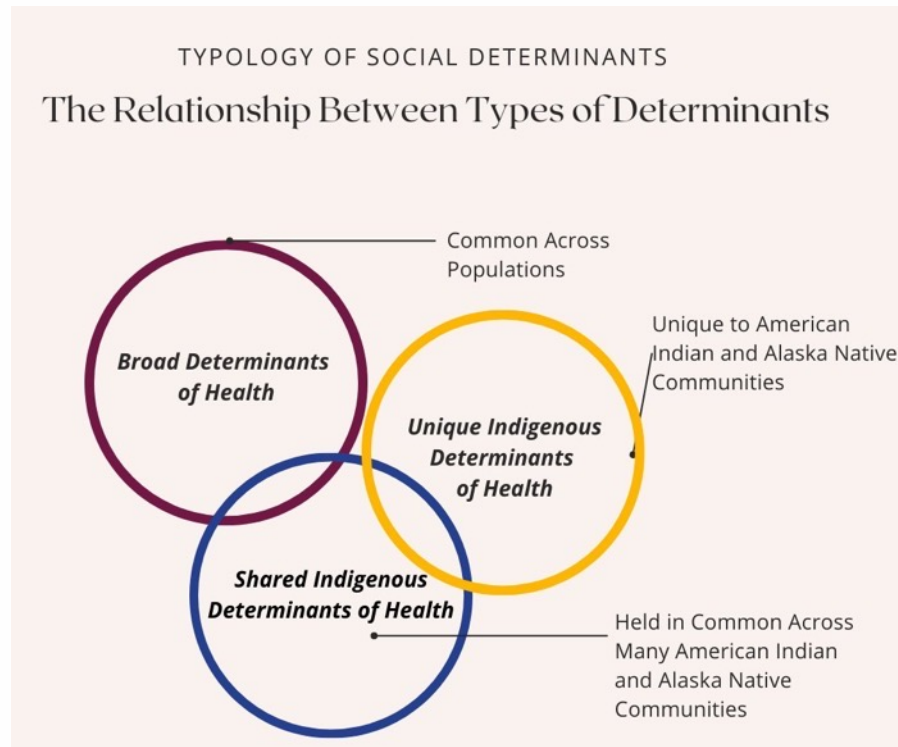 TYPOLOGY OF SOCIAL DETERMINANTS
The Relationship Between Types of Determinants
Common Across
Populations
Broad Determinants
of Health
Unique to American
Indian and Alaska Native
Communities
Unique Indigenous
Determinants
of Health
Shared Indigenous
Determinants of Health
Held in Common Across
Many American Indian
and Alaska Native
Communities